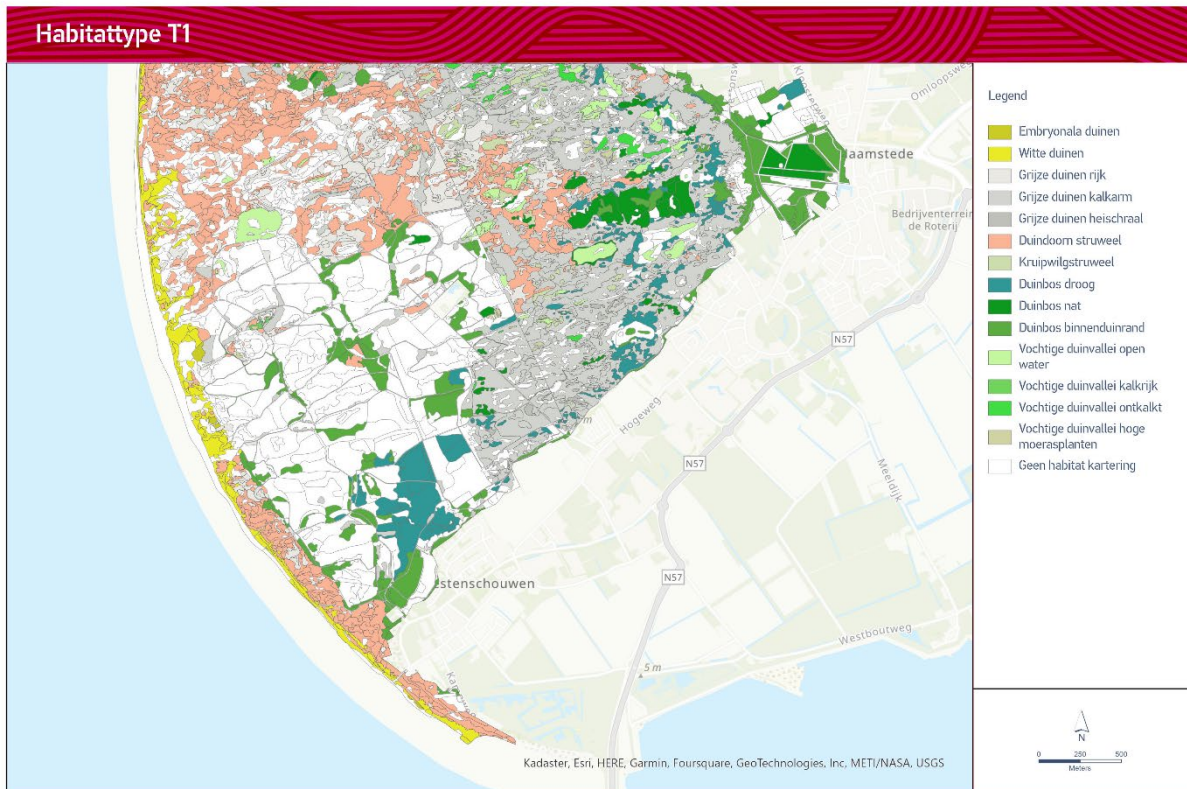 Habitattype T1
Omloopsweg
Kloosterweg
Haamstede
Bedrijventerrein
de Roterij
N57
Hogeweg
m
N57
Meeldijk
N57
Westenschouwen
Westboutweg
5 m
Kadaster, Esri, HERE, Garmin, Foursquare, GeoTechnologies, Inc, METI/NASA, USGS
Legend
Embryonala duinen
Witte duinen
Grijze duinen rijk
Grijze duinen kalkarm
Grijze duinen heischraal
Duindoom struweel
Kruipwilgstruweel
Duinbos droog
Duinbos nat
Duinbos binnenduinrand
Vochtige duinvallei open
water
Vochtige duinvallei kalkrijk
Vochtige duinvallei ontkalkt
Vochtige duinvallei hoge
moerasplanten
Geen habitat kartering
N
0 250 500
Meters